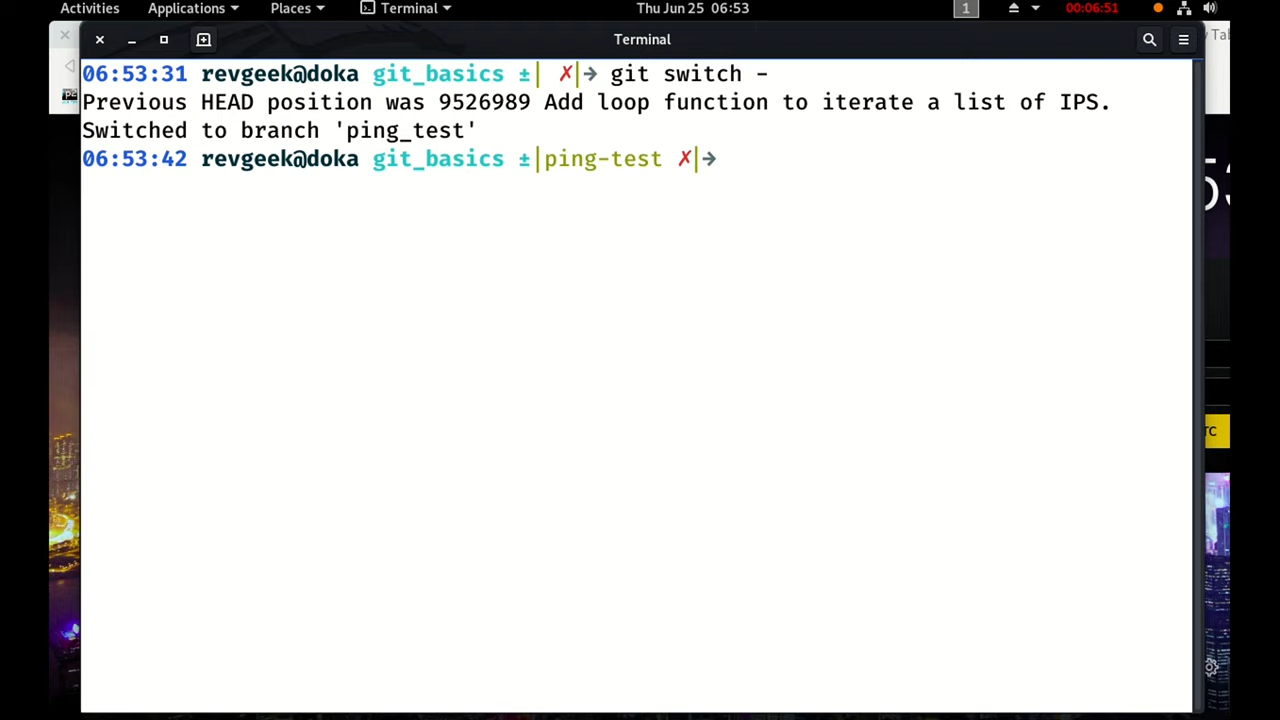 Activities Applications Places Terminal Thu Jun 25 06:53 1 00:06:51
Terminal
06:53:31 revgeek@doka git_basics ±| ✗|→ git switch -
Previous HEAD position was 9526989 Add loop function to iterate a list of IPS.
Switched to branch 'ping_test'
06:53:42 revgeek@doka git_basics ±|ping-test ✗|→
TC